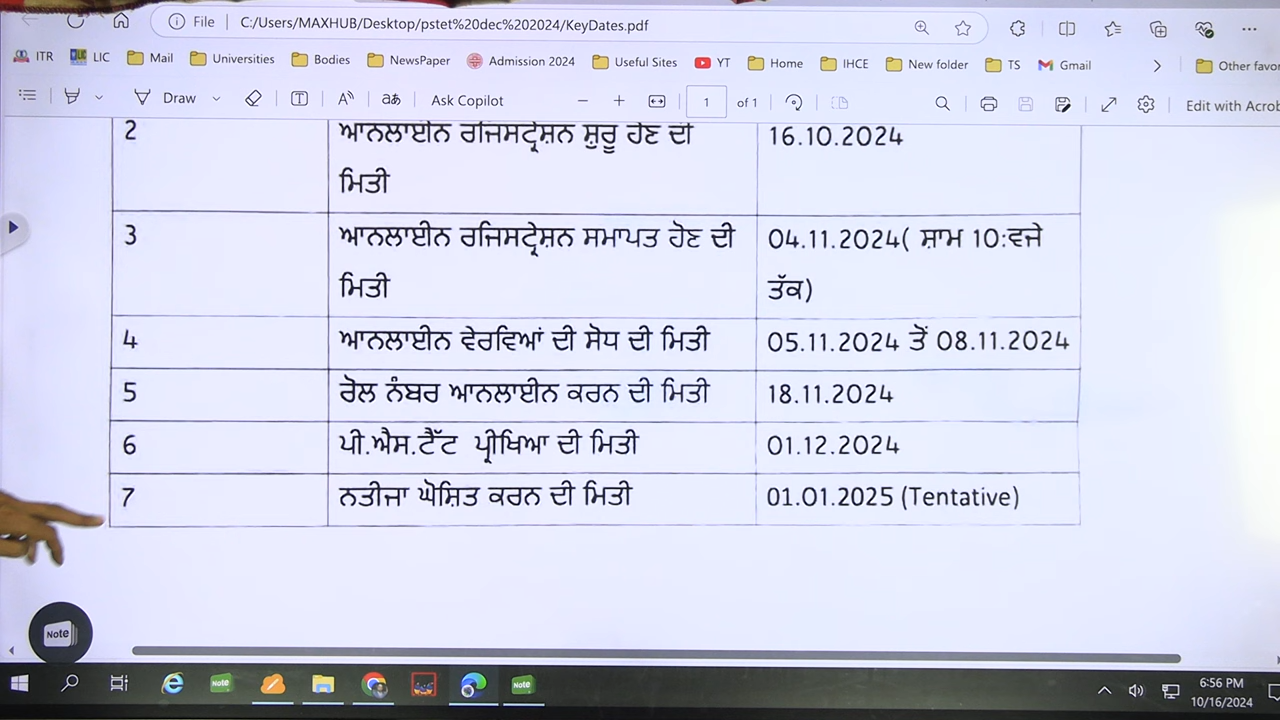 File C:/Users/MAXHUB/Desktop/pstet%20dec%202024/KeyDates.pdf
ITR LIC Mail Universities Bodies NewsPaper Admission 2024 Useful Sites YT Home IHCE New folder TS Gmail Other favor
Draw aあ Ask Copilot 1 of 1 Edit with Acrob
2 ਆਨਲਾਈਨ ਰਜਿਸਟ੍ਰੇਸ਼ਨ ਸ਼ੁਰੂ ਹੋਣ ਦੀ 16.10.2024
ਮਿਤੀ
3 ਆਨਲਾਈਨ ਰਜਿਸਟ੍ਰੇਸ਼ਨ ਸਮਾਪਤ ਹੋਣ ਦੀ 04.11.2024( ਸ਼ਾਮ 10:ਵਜੇ
ਮਿਤੀ ਤੱਕ)
4 ਆਨਲਾਈਨ ਵੇਰਵਿਆਂ ਦੀ ਸੋਧ ਦੀ ਮਿਤੀ 05.11.2024 ਤੋਂ 08.11.2024
5 ਰੋਲ ਨੰਬਰ ਆਨਲਾਈਨ ਕਰਨ ਦੀ ਮਿਤੀ 18.11.2024
6 ਪੀ.ਐਸ.ਟੈੱਟ ਪ੍ਰੀਖਿਆ ਦੀ ਮਿਤੀ 01.12.2024
7 ਨਤੀਜਾ ਘੋਸ਼ਿਤ ਕਰਨ ਦੀ ਮਿਤੀ 01.01.2025 (Tentative)
Note
Note Note 6:56 PM
10/16/2024